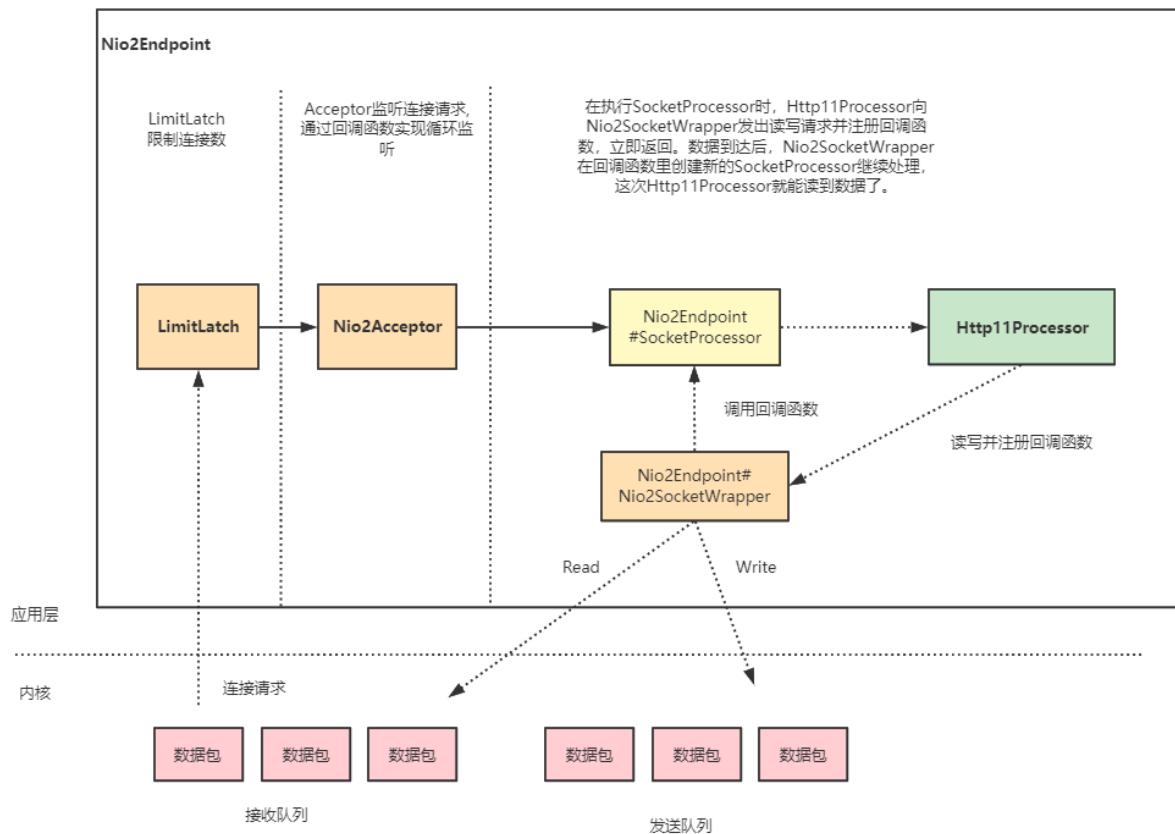 Nio2Endpoint
LimitLatch
限制连接数
Acceptor监听连接请求,
通过回调函数实现循环监
听
在执行SocketProcessor时，Http11Processor向
Nio2SocketWrapper发出读写请求并注册回调函
数，立即返回。数据到达后，Nio2SocketWrapper
在回调函数里创建新的SocketProcessor继续处理，
这次Http11Processor就能读到数据了。
LimitLatch
Nio2Acceptor
Nio2Endpoint
#SocketProcessor
Http11Processor
调用回调函数
读写并注册回调函数
Nio2Endpoint#
Nio2SocketWrapper
Read
Write
应用层
内核
连接请求
数据包
数据包
数据包
数据包
数据包
数据包
接收队列
发送队列